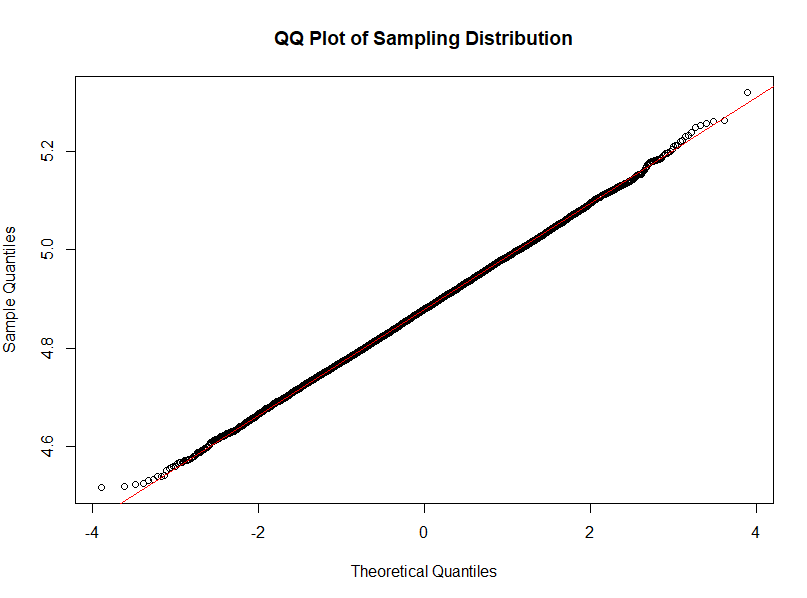 QQ Plot of Sampling Distribution
Sample Quantiles
5.2
5.0
4.8
4.6
-4 -2 0 2 4
Theoretical Quantiles